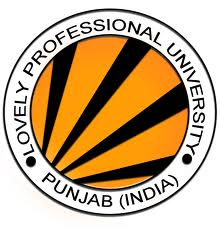 LOVELY PROFESSIONAL UNIVERSITY
PUNJAB (INDIA)